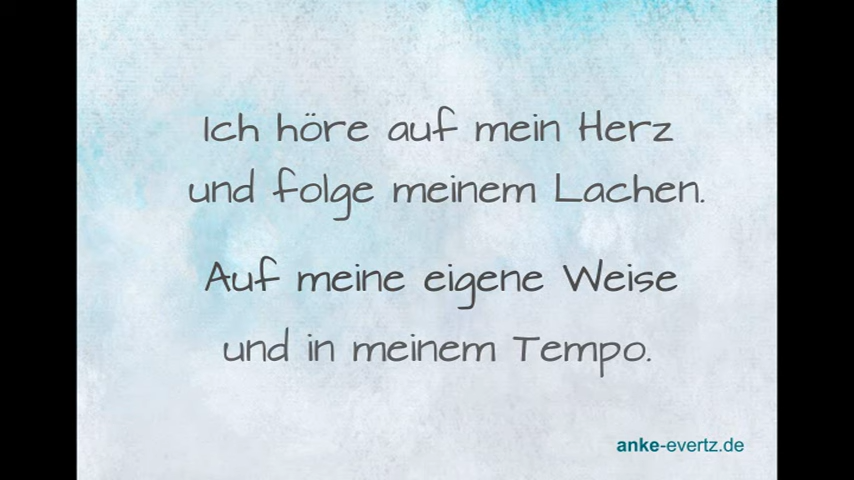 Ich höre auf mein Herz
und folge meinem Lachen.
Auf meine eigene Weise
und in meinem Tempo.
anke-evertz.de